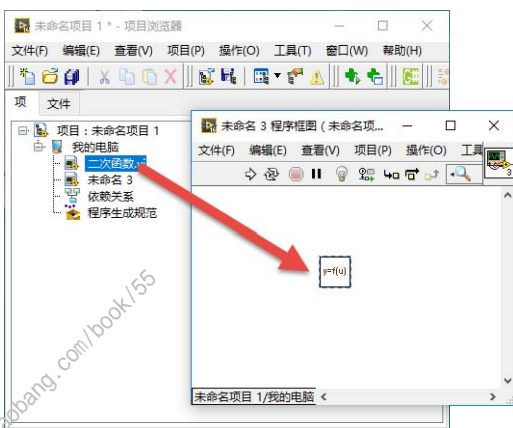 未命名项目 1 * - 项目浏览器
文件(F) 编辑(E) 查看(V) 项目(P) 操作(O) 工具(T) 窗口(W) 帮助(H)
项 文件
项目：未命名项目 1
我的电脑
二次函数.vi
未命名 3
依赖关系
程序生成规范
未命名 3 程序框图 ( 未命名项...
文件(F) 编辑(E) 查看(V) 项目(P) 操作(O) 工具
3
y=f(u)
未命名项目 1/我的电脑
aobang.com/book/55